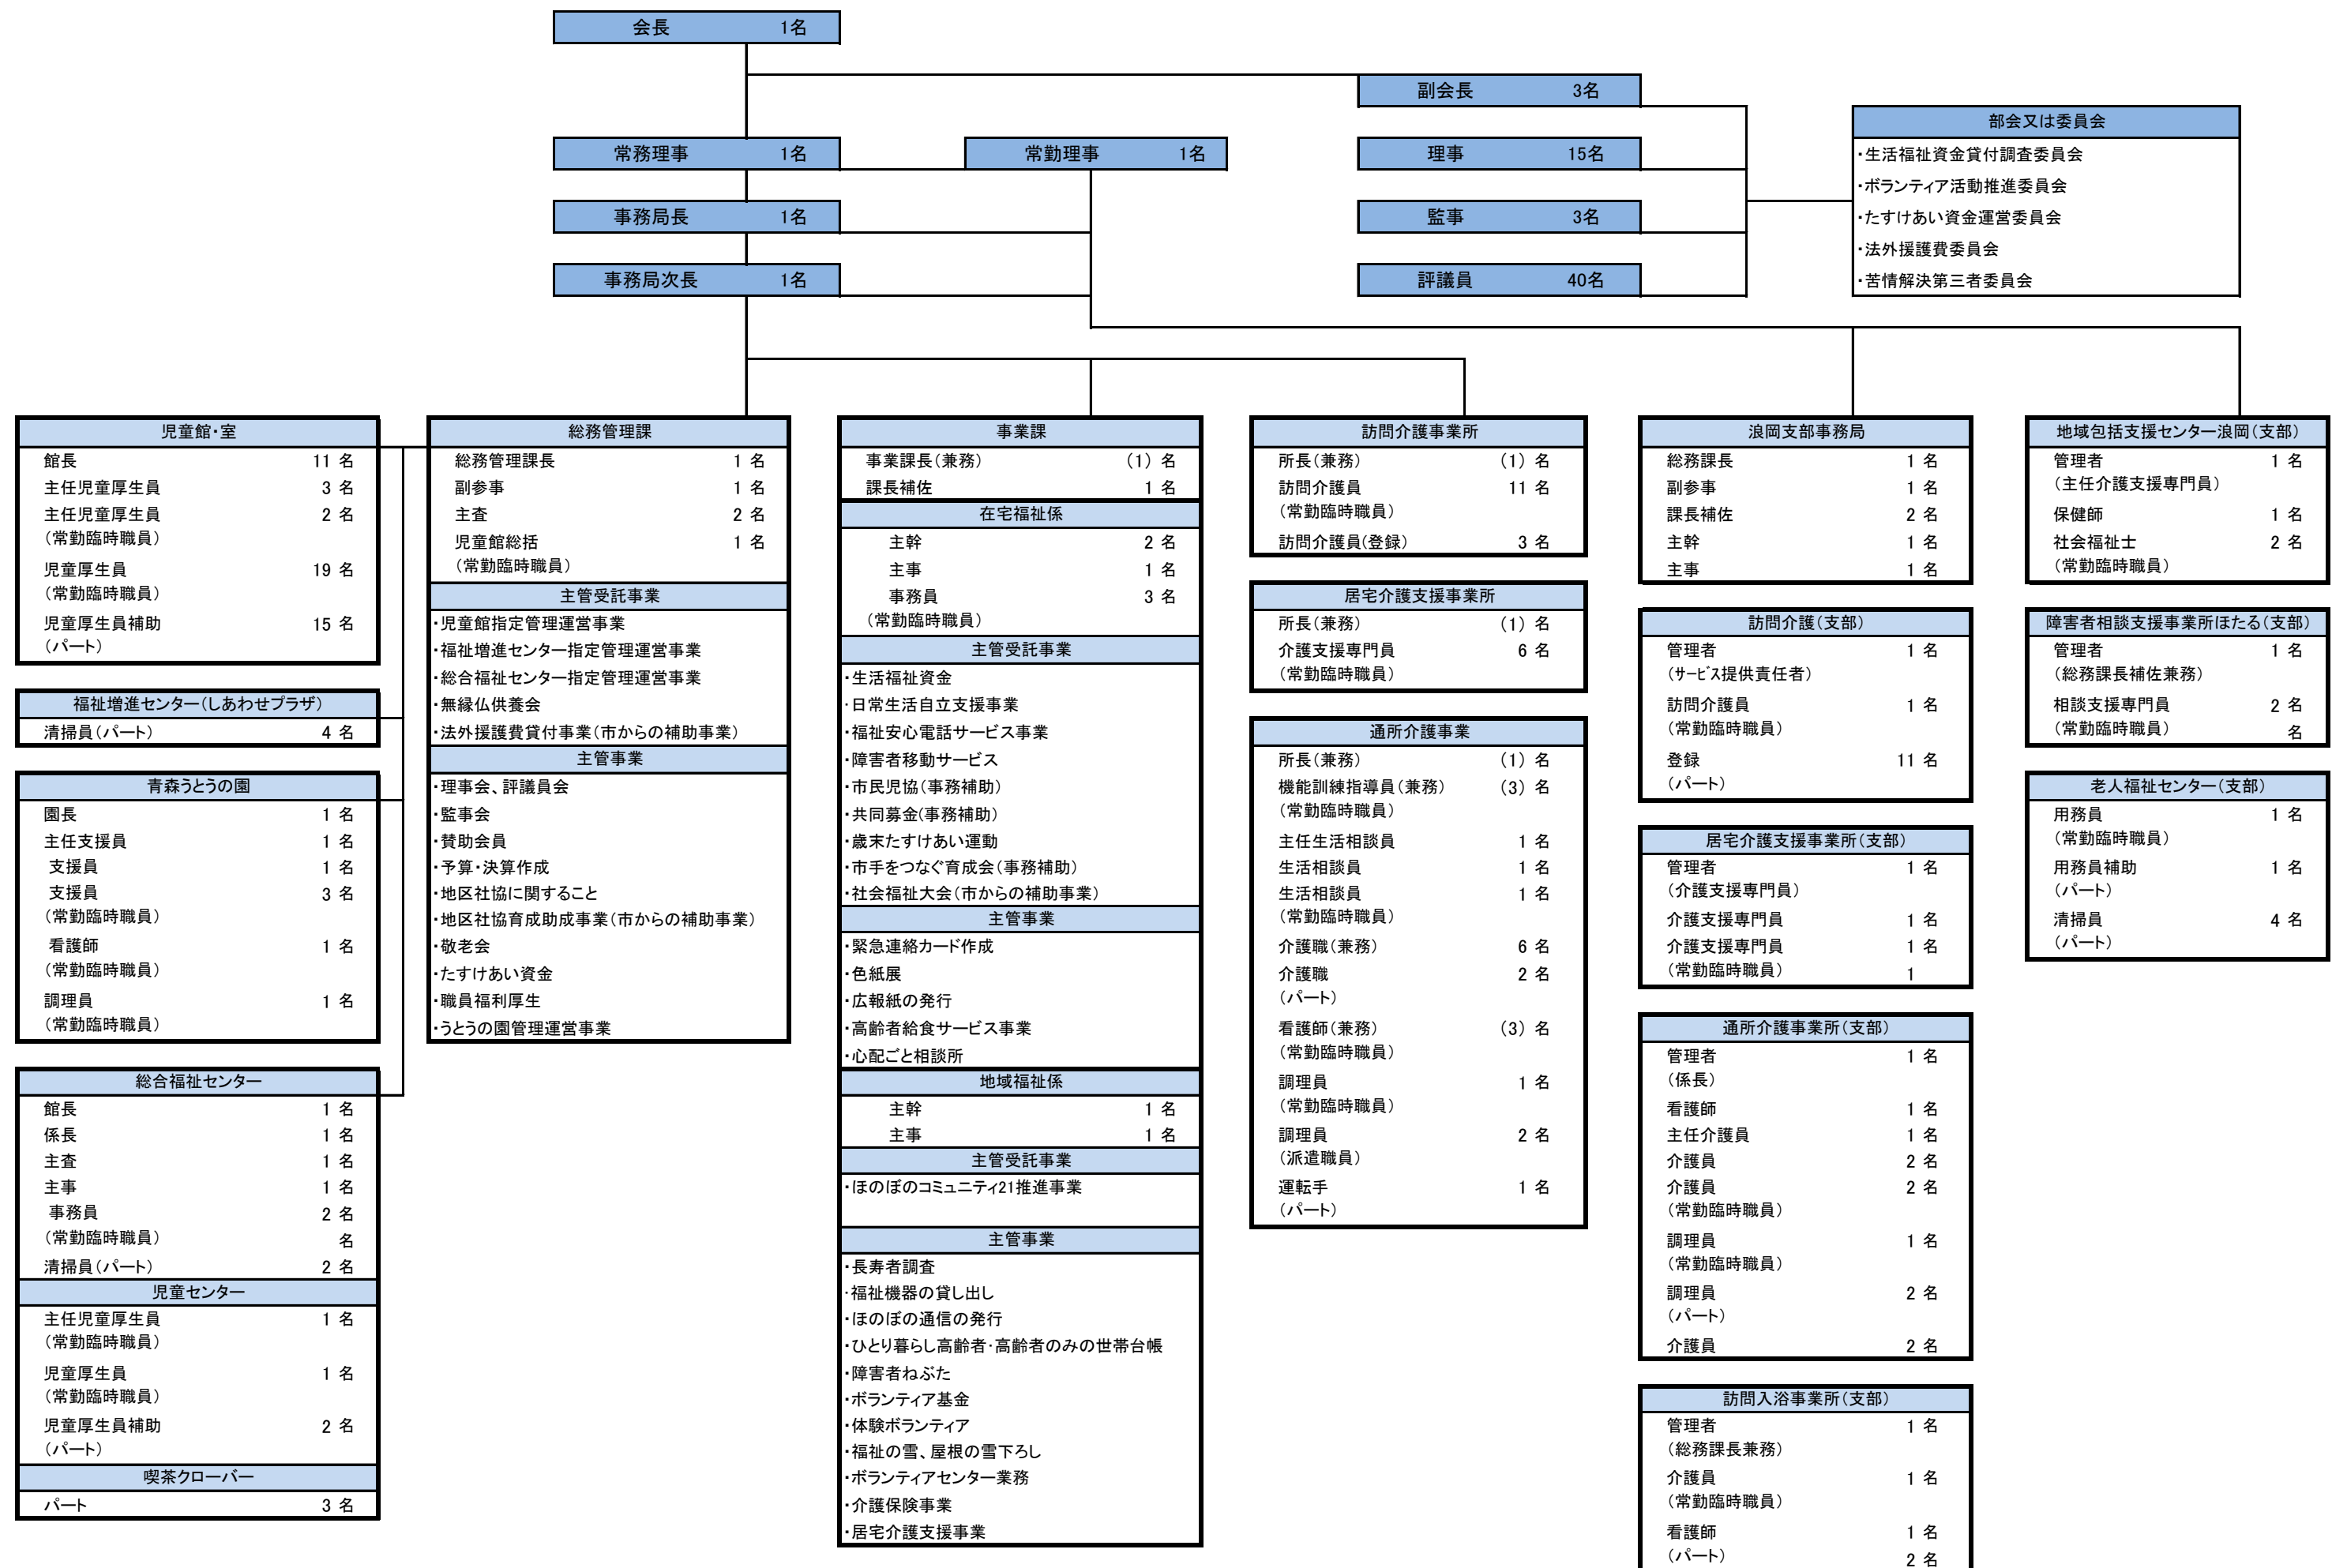 会長 1名
副会長 3名
常務理事 1名
常勤理事 1名
理事 15名
事務局長 1名
監事 3名
事務局次長 1名
評議員 40名
部会又は委員会
・生活福祉資金貸付調査委員会
・ボランティア活動推進委員会
・たすけあい資金運営委員会
・法外援護費委員会
・苦情解決第三者委員会
児童館・室
館長 11 名
主任児童厚生員 3 名
主任児童厚生員 2 名
(常勤臨時職員)
児童厚生員 19 名
(常勤臨時職員)
児童厚生員補助 15 名
(パート)
福祉増進センター(しあわせプラザ)
清掃員(パート) 4 名
青森うとうの園
園長 1 名
主任支援員 1 名
支援員 1 名
支援員 3 名
(常勤臨時職員)
看護師 1 名
(常勤臨時職員)
調理員 1 名
(常勤臨時職員)
総合福祉センター
館長 1 名
係長 1 名
主査 1 名
主事 1 名
事務員 2 名
(常勤臨時職員) 名
清掃員(パート) 2 名
児童センター
主任児童厚生員 1 名
(常勤臨時職員)
児童厚生員 1 名
(常勤臨時職員)
児童厚生員補助 2 名
(パート)
喫茶クローバー
パート 3 名
総務管理課
総務管理課長 1 名
副参事 1 名
主査 2 名
児童館総括 1 名
(常勤臨時職員)
主管受託事業
・児童館指定管理運営事業
・福祉増進センター指定管理運営事業
・総合福祉センター指定管理運営事業
・無縁仏供養会
・法外援護費貸付事業(市からの補助事業)
主管事業
・理事会、評議員会
・監事会
・賛助会員
・予算・決算作成
・地区社協に関すること
・地区社協育成助成事業(市からの補助事業)
・敬老会
・たすけあい資金
・職員福利厚生
・うとうの園管理運営事業
事業課
事業課長(兼務) (1) 名
課長補佐 1 名
在宅福祉係
主幹 2 名
主事 1 名
事務員 3 名
(常勤臨時職員)
主管受託事業
・生活福祉資金
・日常生活自立支援事業
・福祉安心電話サービス事業
・障害者移動サービス
・市民児協(事務補助)
・共同募金(事務補助)
・歳末たすけあい運動
・市手をつなぐ育成会(事務補助)
・社会福祉大会(市からの補助事業)
主管事業
・緊急連絡カード作成
・色紙展
・広報紙の発行
・高齢者給食サービス事業
・心配ごと相談所
地域福祉係
主幹 1 名
主事 1 名
主管受託事業
・ほのぼのコミュニティ21推進事業
主管事業
・長寿者調査
・福祉機器の貸し出し
・ほのぼの通信の発行
・ひとり暮らし高齢者・高齢者のみの世帯台帳
・障害者ねぶた
・ボランティア基金
・体験ボランティア
・福祉の雪、屋根の雪下ろし
・ボランティアセンター業務
・介護保険事業
・居宅介護支援事業
訪問介護事業所
所長(兼務) (1) 名
訪問介護員 11 名
(常勤臨時職員)
訪問介護員(登録) 3 名
居宅介護支援事業所
所長(兼務) (1) 名
介護支援専門員 6 名
(常勤臨時職員)
通所介護事業
所長(兼務) (1) 名
機能訓練指導員(兼務) (3) 名
(常勤臨時職員)
主任生活相談員 1 名
生活相談員 1 名
生活相談員 1 名
(常勤臨時職員)
介護職(兼務) 6 名
介護職 2 名
(パート)
看護師(兼務) (3) 名
(常勤臨時職員)
調理員 1 名
(常勤臨時職員)
調理員 2 名
(派遣職員)
運転手 1 名
(パート)
浪岡支部事務局
総務課長 1 名
副参事 1 名
課長補佐 2 名
主幹 1 名
主事 1 名
訪問介護(支部)
管理者 1 名
(サービス提供責任者)
訪問介護員 1 名
(常勤臨時職員)
登録 11 名
(パート)
居宅介護支援事業所(支部)
管理者 1 名
(介護支援専門員)
介護支援専門員 1 名
介護支援専門員 1 名
(常勤臨時職員) 1
通所介護事業所(支部)
管理者 1 名
(係長)
看護師 1 名
主任介護員 1 名
介護員 2 名
介護員 2 名
(常勤臨時職員)
調理員 1 名
(常勤臨時職員)
調理員 2 名
(パート)
介護員 2 名
訪問入浴事業所(支部)
管理者 1 名
(総務課長兼務)
介護員 1 名
(常勤臨時職員)
看護師 1 名
(パート) 2 名
地域包括支援センター浪岡(支部)
管理者 1 名
(主任介護支援専門員)
保健師 1 名
社会福祉士 2 名
(常勤臨時職員)
障害者相談支援事業所ほたる(支部)
管理者 1 名
(総務課長補佐兼務)
相談支援専門員 2 名
(常勤臨時職員) 名
老人福祉センター(支部)
用務員 1 名
(常勤臨時職員)
用務員補助 1 名
(パート)
清掃員 4 名
(パート)